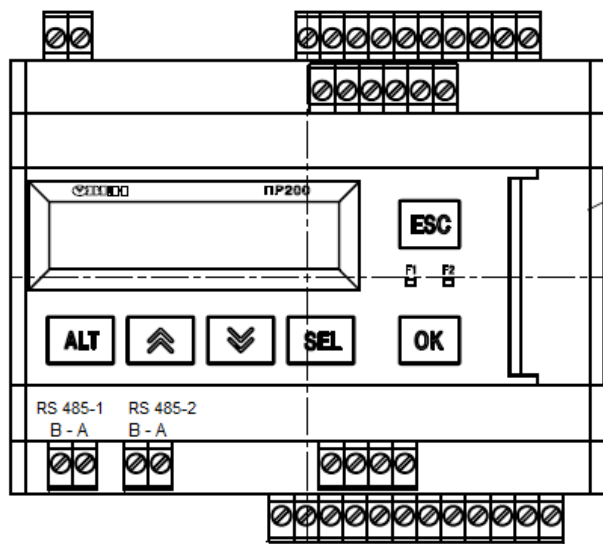 ПР200
ESC
F1 F2
ALT
SEL
OK
RS 485-1 RS 485-2
B - A B - A